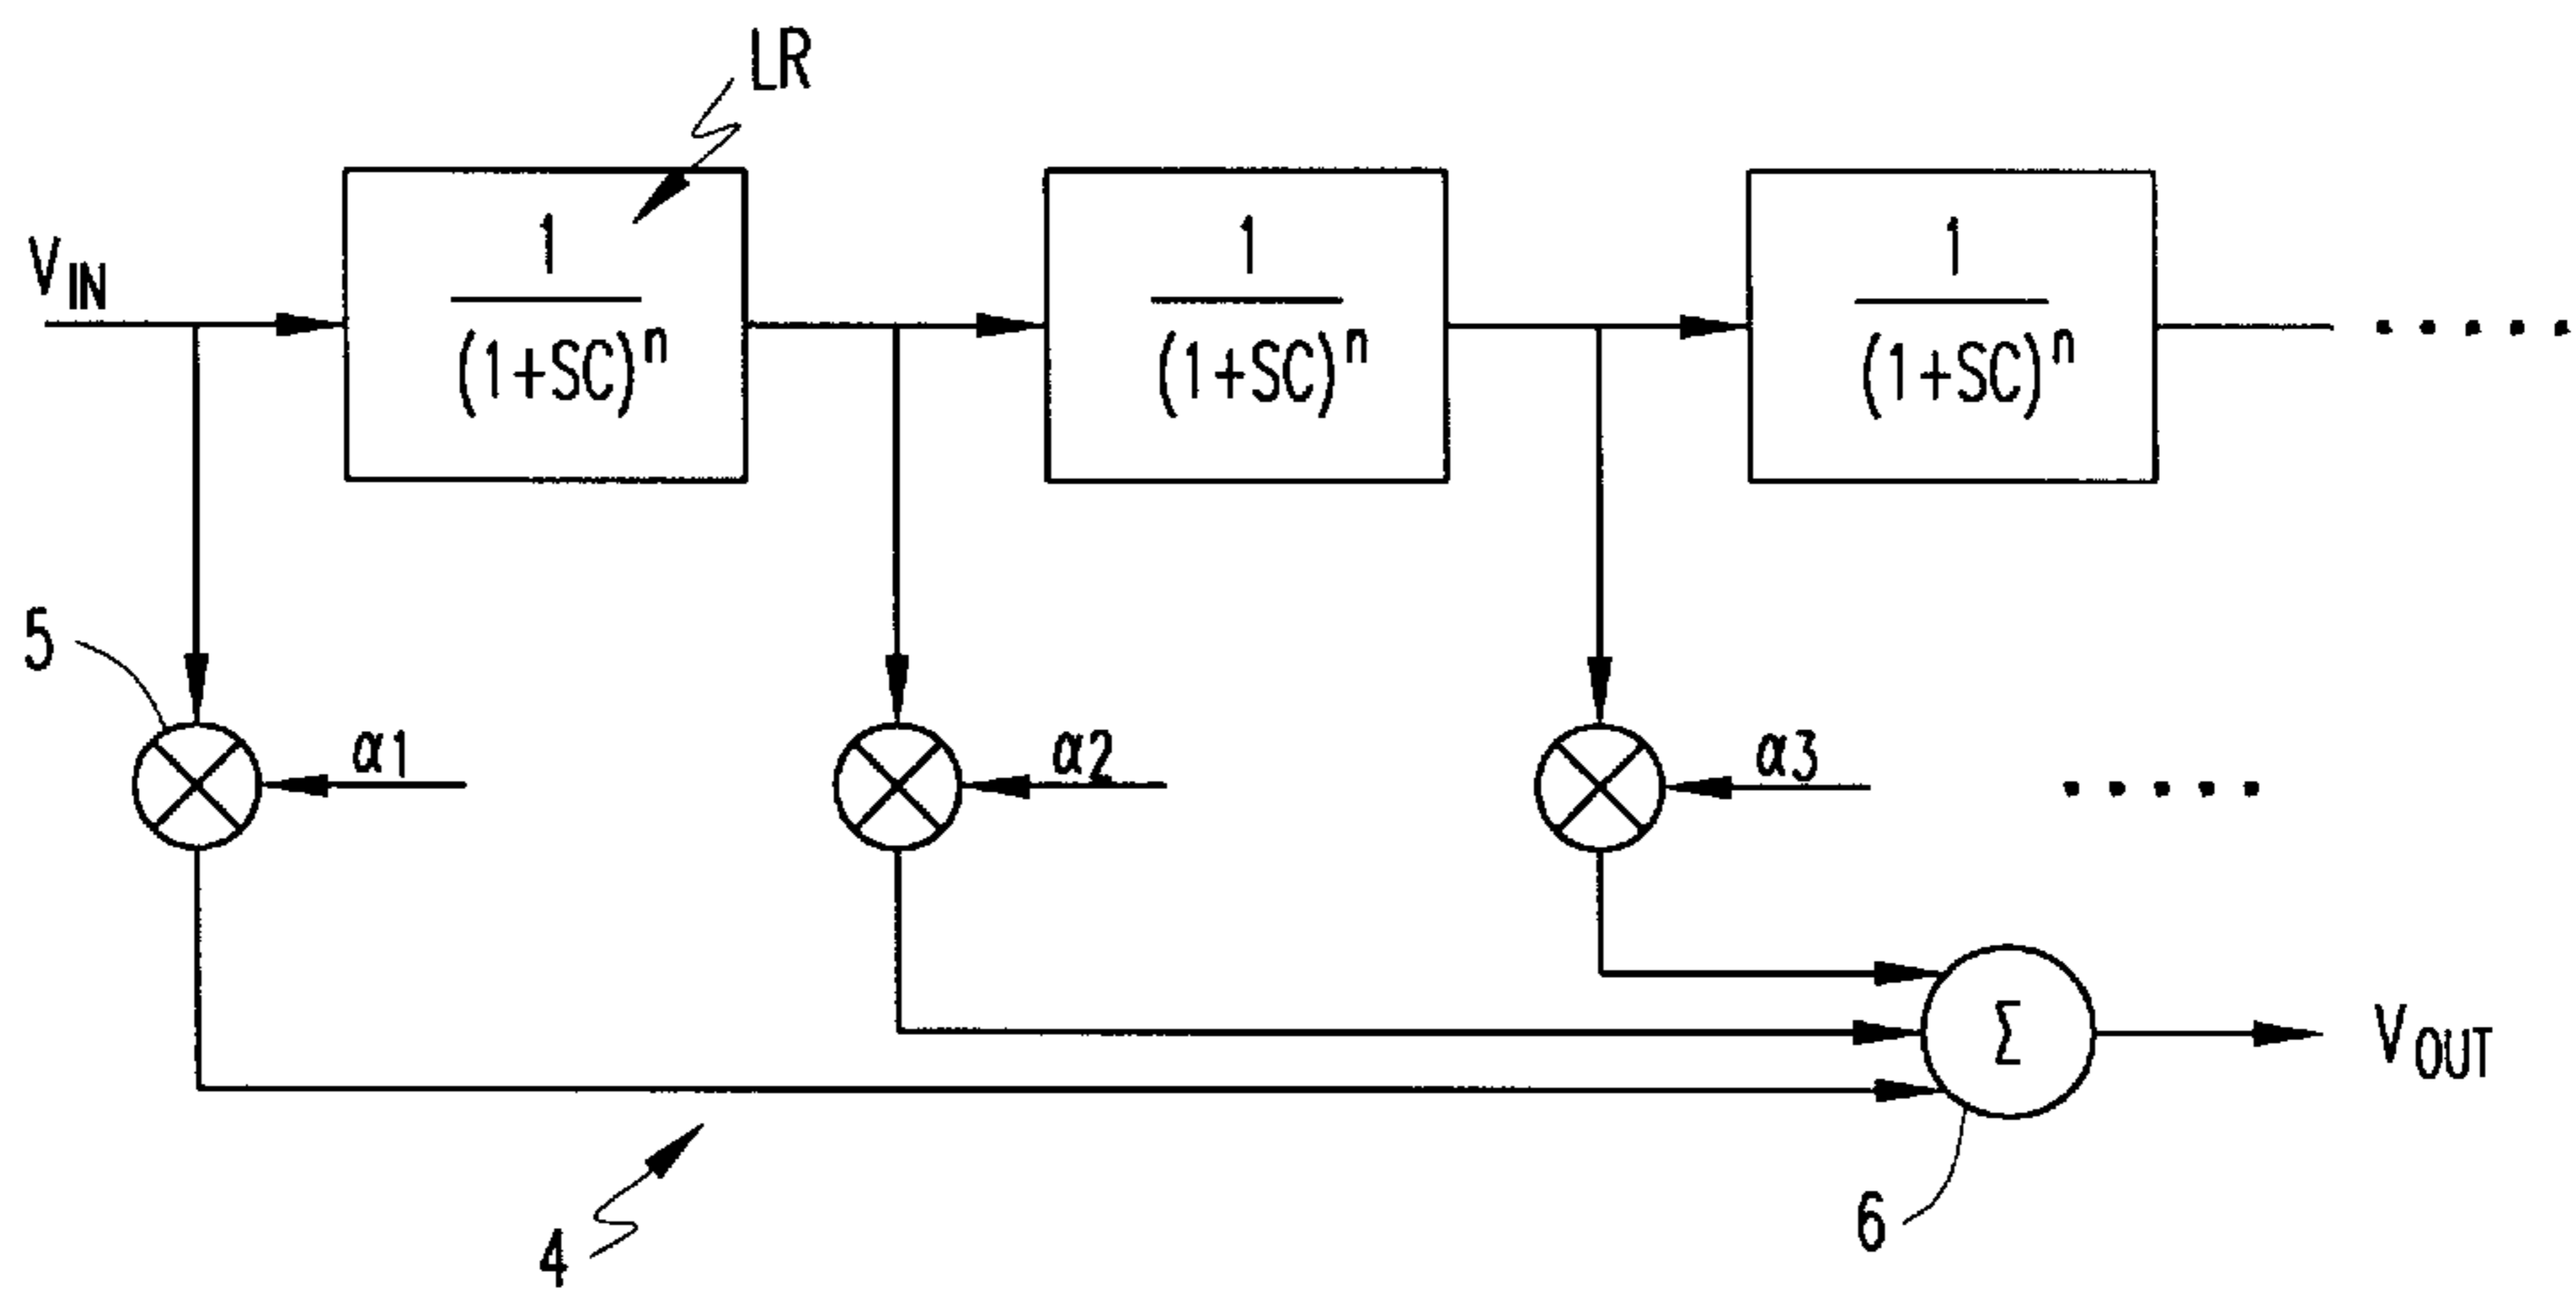 LR
V_IN
1
(1+SC)^n
1
(1+SC)^n
1
(1+SC)^n
.....
5
α1
α2
α3
.....
Σ
V_OUT
4
6